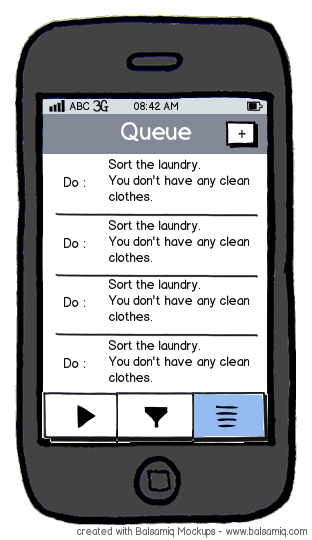 ABC 3G 08:42 AM
Queue +
Sort the laundry.
Do : You don't have any clean
clothes.
Sort the laundry.
Do : You don't have any clean
clothes.
Sort the laundry.
Do : You don't have any clean
clothes.
Sort the laundry.
Do : You don't have any clean
clothes.
created with Balsamiq Mockups - www.balsamiq.com